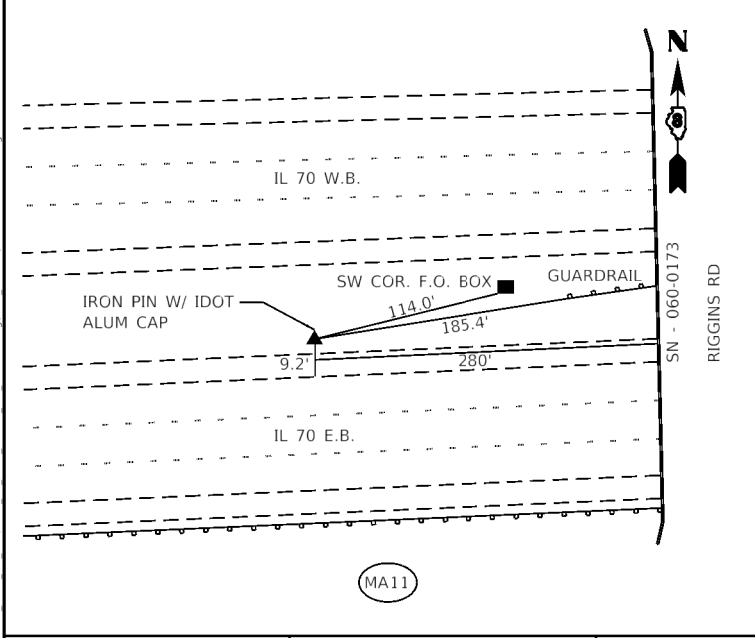 N
8
IL 70 W.B.
SW COR. F.O. BOX
GUARDRAIL
IRON PIN W/ IDOT
ALUM CAP
114.0'
185.4'
9.2'
280'
SN - 060-0173
RIGGINS RD
IL 70 E.B.
MA11